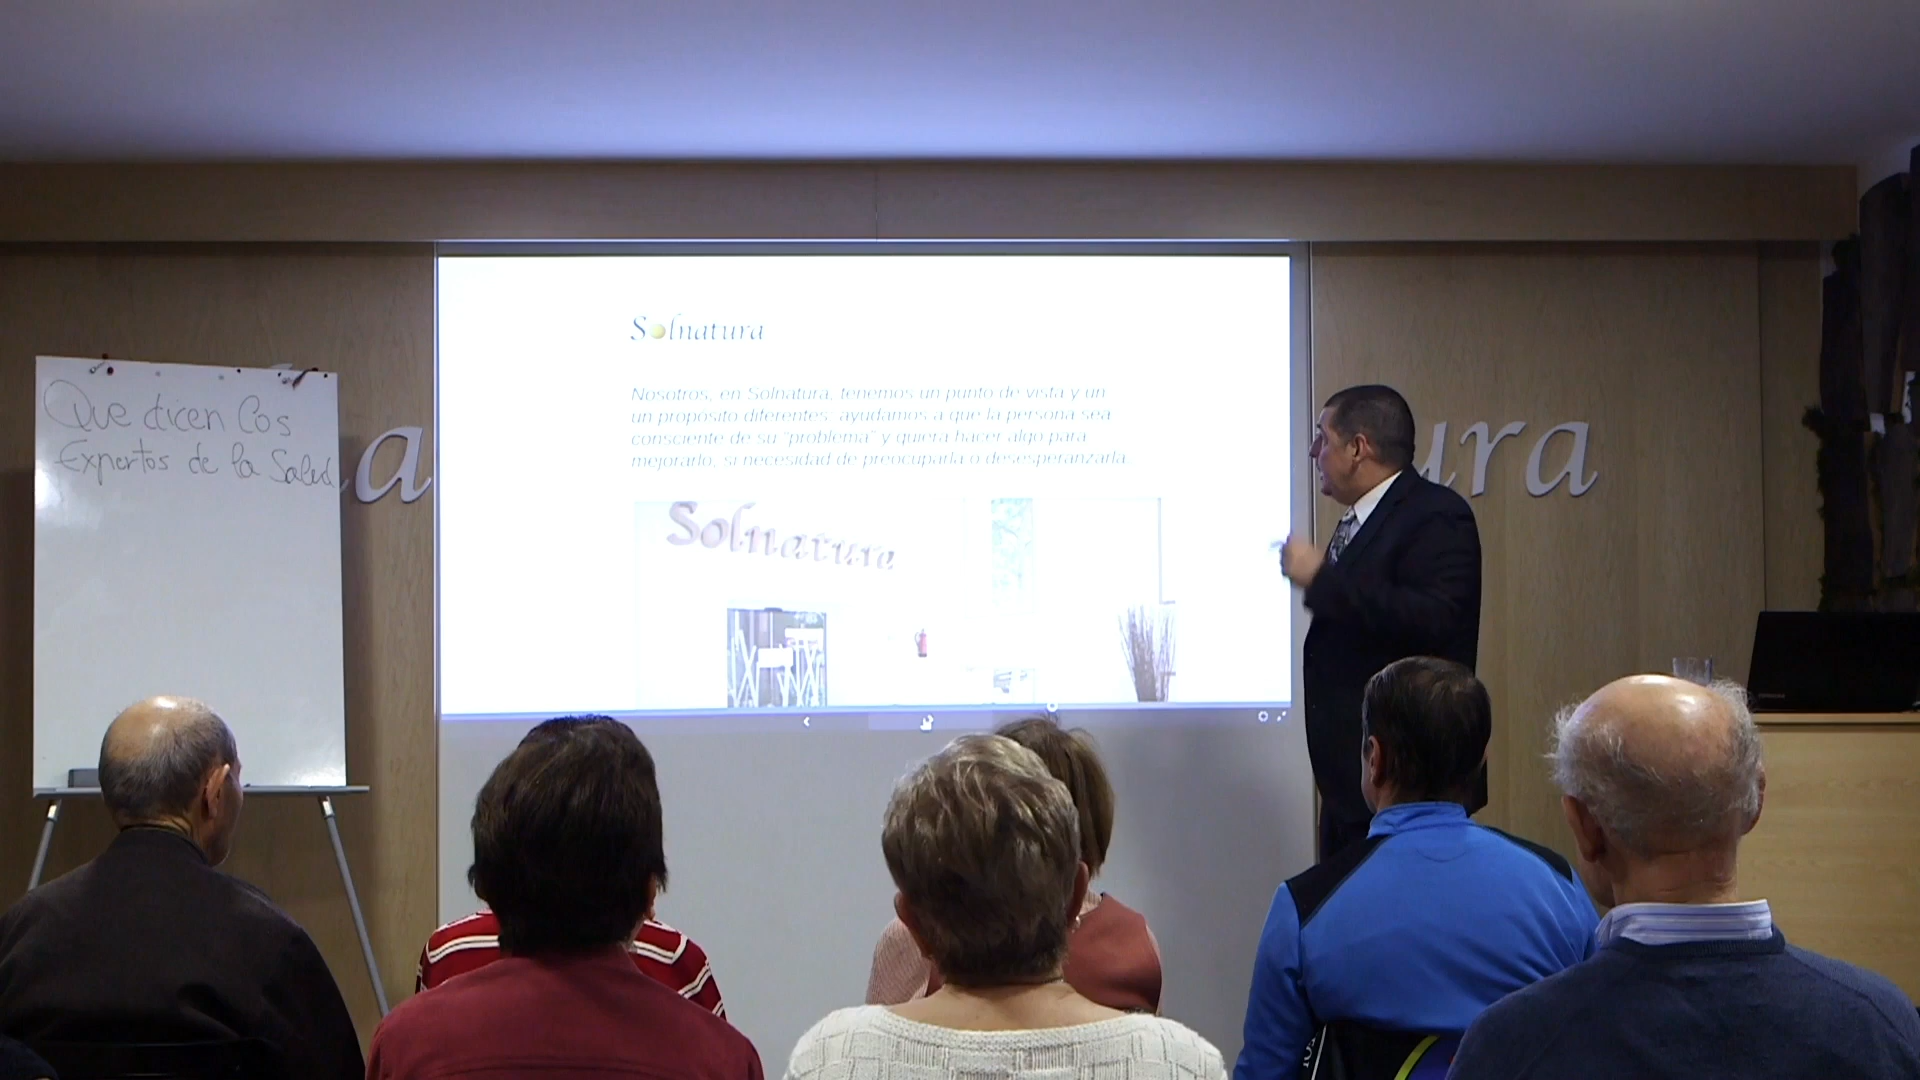 Que dicen los
Expertos de la Salud
a
ura
Solnatura
Nosotros, en Solnatura, tenemos un punto de vista y un
un propósito diferentes: ayudamos a que la persona sea
consciente de su "problema" y quiera hacer algo para
mejorarlo, si necesidad de preocuparla o desesperanzarla.
Solnatura